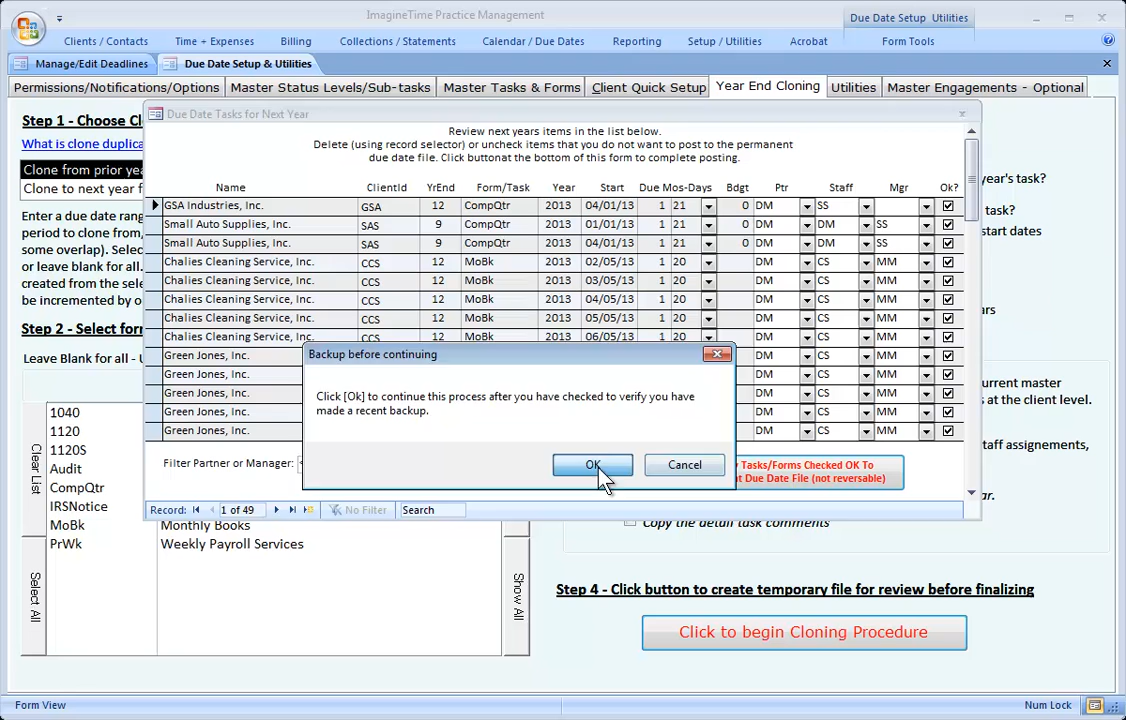 ImagineTime Practice Management
Due Date Setup Utilities
Clients / Contacts Time + Expenses Billing Collections / Statements Calendar / Due Dates Reporting Setup / Utilities Acrobat Form Tools
Manage/Edit Deadlines Due Date Setup & Utilities
Permissions/Notifications/Options Master Status Levels/Sub-tasks Master Tasks & Forms Client Quick Setup Year End Cloning Utilities Master Engagements - Optional
Due Date Tasks for Next Year
Review next years items in the list below.
Delete (using record selector) or uncheck items that you do not want to post to the permanent
due date file. Click buttonat the bottom of this form to complete posting.
Name ClientId YrEnd Form/Task Year Start Due Mos-Days Bdgt Ptr Staff Mgr Ok?
GSA Industries, Inc. GSA 12 CompQtr 2013 04/01/13 1 21 0 DM SS
Small Auto Supplies, Inc. SAS 9 CompQtr 2013 01/01/13 1 21 0 DM DM SS
Small Auto Supplies, Inc. SAS 9 CompQtr 2013 04/01/13 1 21 0 DM DM SS
Chalies Cleaning Service, Inc. CCS 12 MoBk 2013 02/05/13 1 20 DM CS MM
Chalies Cleaning Service, Inc. CCS 12 MoBk 2013 03/05/13 1 20 DM CS MM
Chalies Cleaning Service, Inc. CCS 12 MoBk 2013 04/05/13 1 20 DM CS MM
Chalies Cleaning Service, Inc. CCS 12 MoBk 2013 05/05/13 1 20 DM CS MM
Chalies Cleaning Service, Inc. CCS 12 MoBk 2013 06/05/13 1 20 DM CS MM
Green Jones, Inc. DM CS MM
Green Jones, Inc. DM CS MM
Green Jones, Inc. DM CS MM
Green Jones, Inc. DM CS MM
Green Jones, Inc. DM CS MM
Filter Partner or Manager:
Tasks/Forms Checked OK To
Due Date File (not reversable)
Record: 1 of 49 No Filter Search
Backup before continuing
Click [Ok] to continue this process after you have checked to verify you have
made a recent backup.
OK Cancel
Step 1 - Choose
What is clone
Clone from prior
Clone to next year
Enter a due date
period to clone from,
some overlap).
or leave blank for all.
created from the
be incremented by
Step 2 - Select
Leave Blank for all -
Clear List
Select All
Show All
1040
1120
1120S
Audit
CompQtr
IRSNotice
MoBk Monthly Books
PrWk Weekly Payroll Services
year's task?
task?
start dates
current master
at the client level.
Copy the detail task comments
Step 4 - Click button to create temporary file for review before finalizing
Click to begin Cloning Procedure
Form View Num Lock